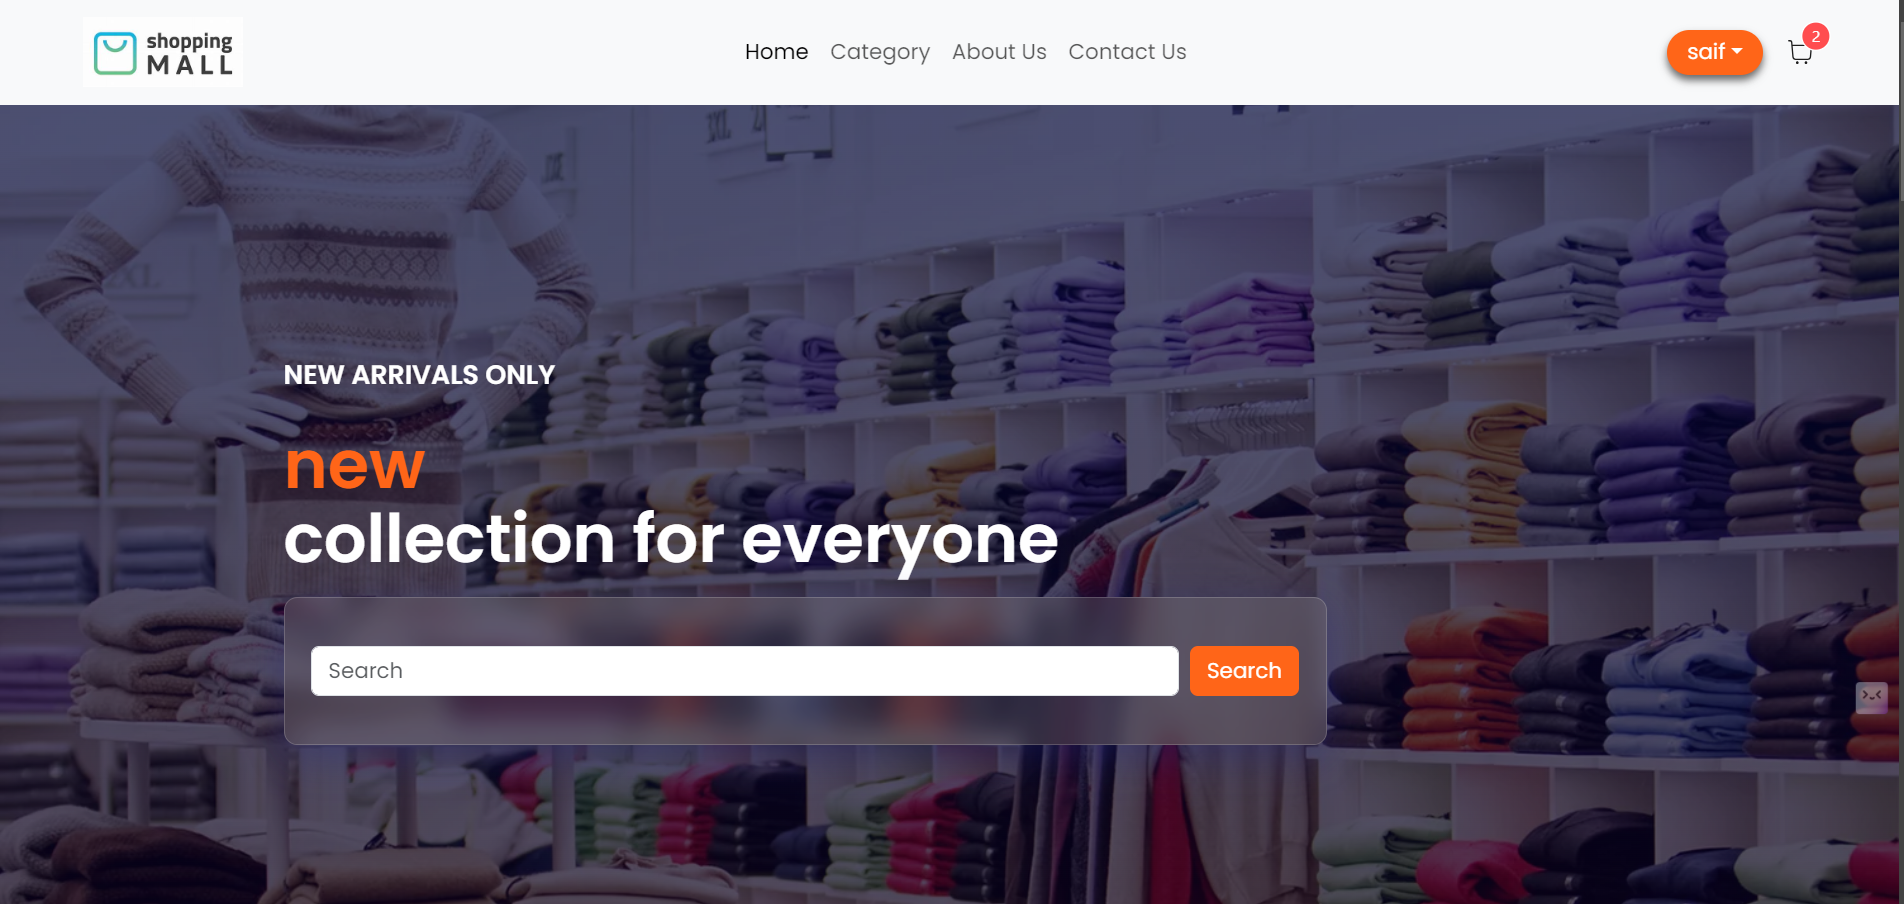 shopping
MALL
Home Category About Us Contact Us
saif
2
NEW ARRIVALS ONLY
new
collection for everyone
Search Search